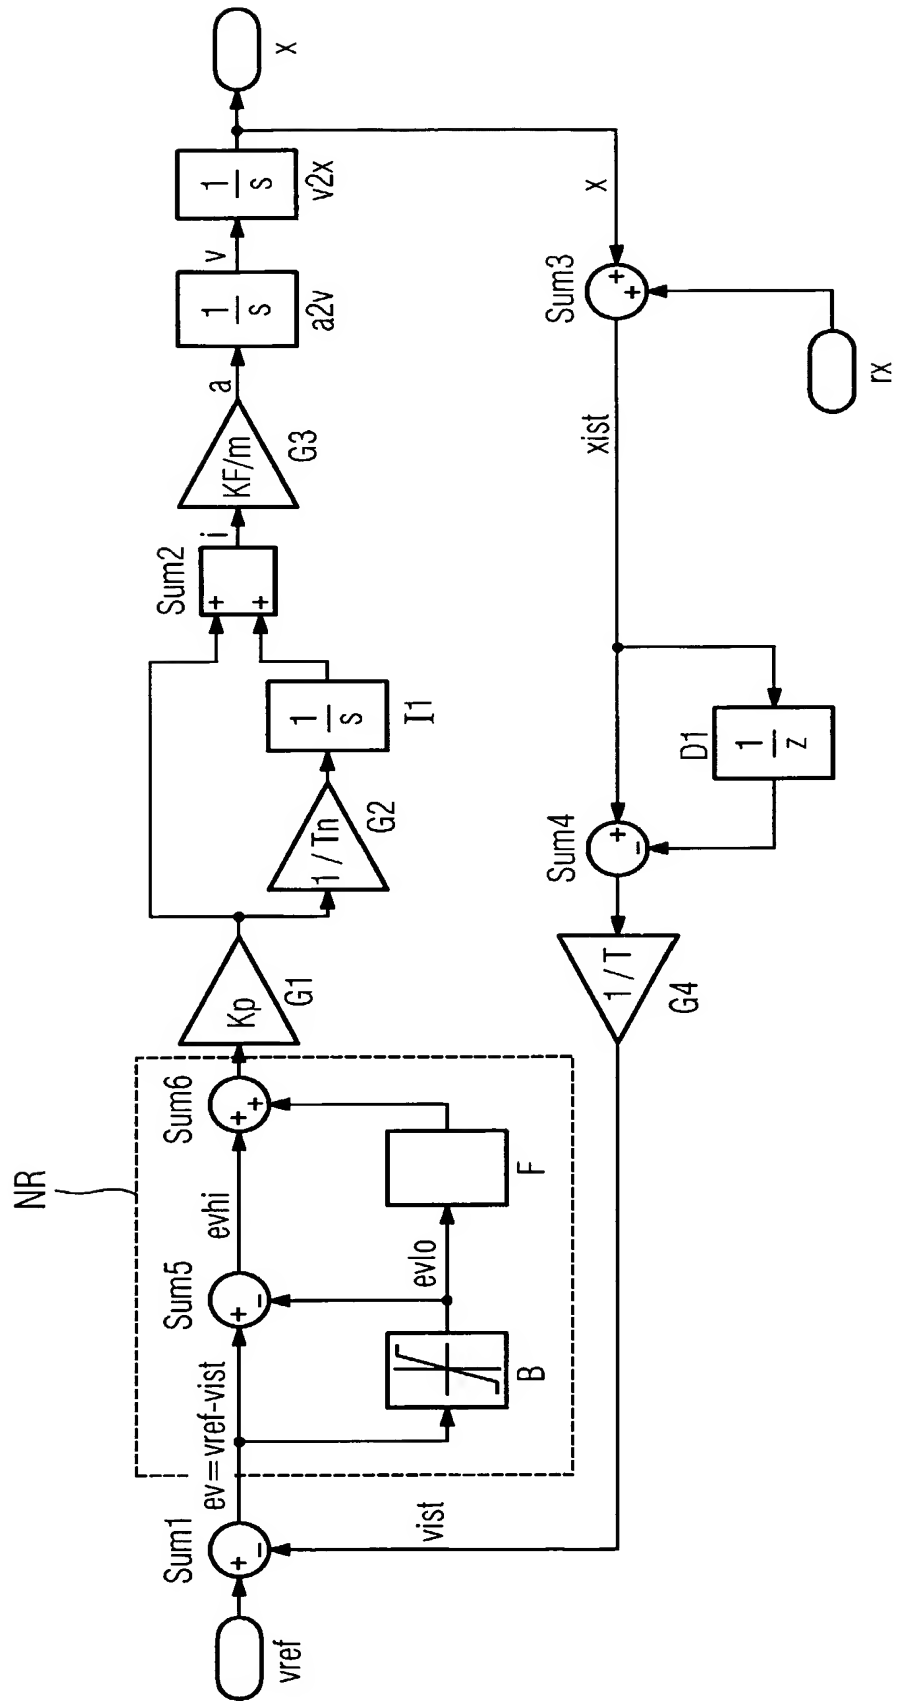 NR
vref
Sum1
+
-
ev=vref-vist
Sum5
+
-
evhi
Sum6
+
+
B
evlo
F
Kp
G1
1 / Tn
G2
1
s
I1
Sum2
+
+
i
KF/m
G3
a
1
s
a2v
v
1
s
v2x
x
x
Sum3
+
+
rx
xist
D1
1
z
Sum4
+
-
1 / T
G4
vist